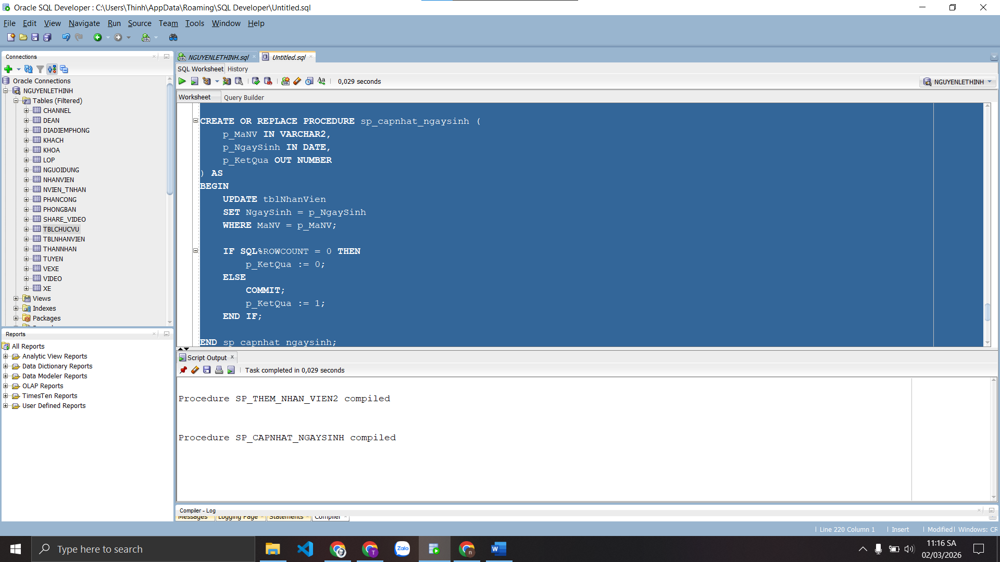 Oracle SQL Developer : C:\Users\Thinh\AppData\Roaming\SQL Developer\Untitled.sql
File Edit View Navigate Run Source Team Tools Window Help
Connections
Oracle Connections
NGUYENLETHINH
Tables (Filtered)
CHANNEL
DEAN
DIADIEMPHONG
KHACH
KHOA
LOP
NGUOIDUNG
NHANVIEN
NVIEN_TNHAN
PHANCONG
PHONGBAN
SHARE_VIDEO
TBLCHUCVU
TBLNHANVIEN
THANNHAN
TUYEN
VEXE
VIDEO
XE
Views
Indexes
Packages
Reports
All Reports
Analytic View Reports
Data Dictionary Reports
Data Modeler Reports
OLAP Reports
TimesTen Reports
User Defined Reports
NGUYENLETHINH.sql Untitled.sql
SQL Worksheet History
0,029 seconds
NGUYENLETHINH
Worksheet Query Builder
CREATE OR REPLACE PROCEDURE sp_capnhat_ngaysinh (
    p_MaNV IN VARCHAR2,
    p_NgaySinh IN DATE,
    p_KetQua OUT NUMBER
) AS
BEGIN
    UPDATE tblNhanVien
    SET NgaySinh = p_NgaySinh
    WHERE MaNV = p_MaNV;
    IF SQL%ROWCOUNT = 0 THEN
        p_KetQua := 0;
    ELSE
        COMMIT;
        p_KetQua := 1;
    END IF;
END sp_capnhat_ngaysinh;
Script Output
Task completed in 0,029 seconds
Procedure SP_THEM_NHAN_VIEN2 compiled
Procedure SP_CAPNHAT_NGAYSINH compiled
Compiler - Log
Messages Logging Page Statements Compiler
Line 220 Column 1 Insert Modified Windows: CR
Type here to search
Zalo
11:16 SA
02/03/2026